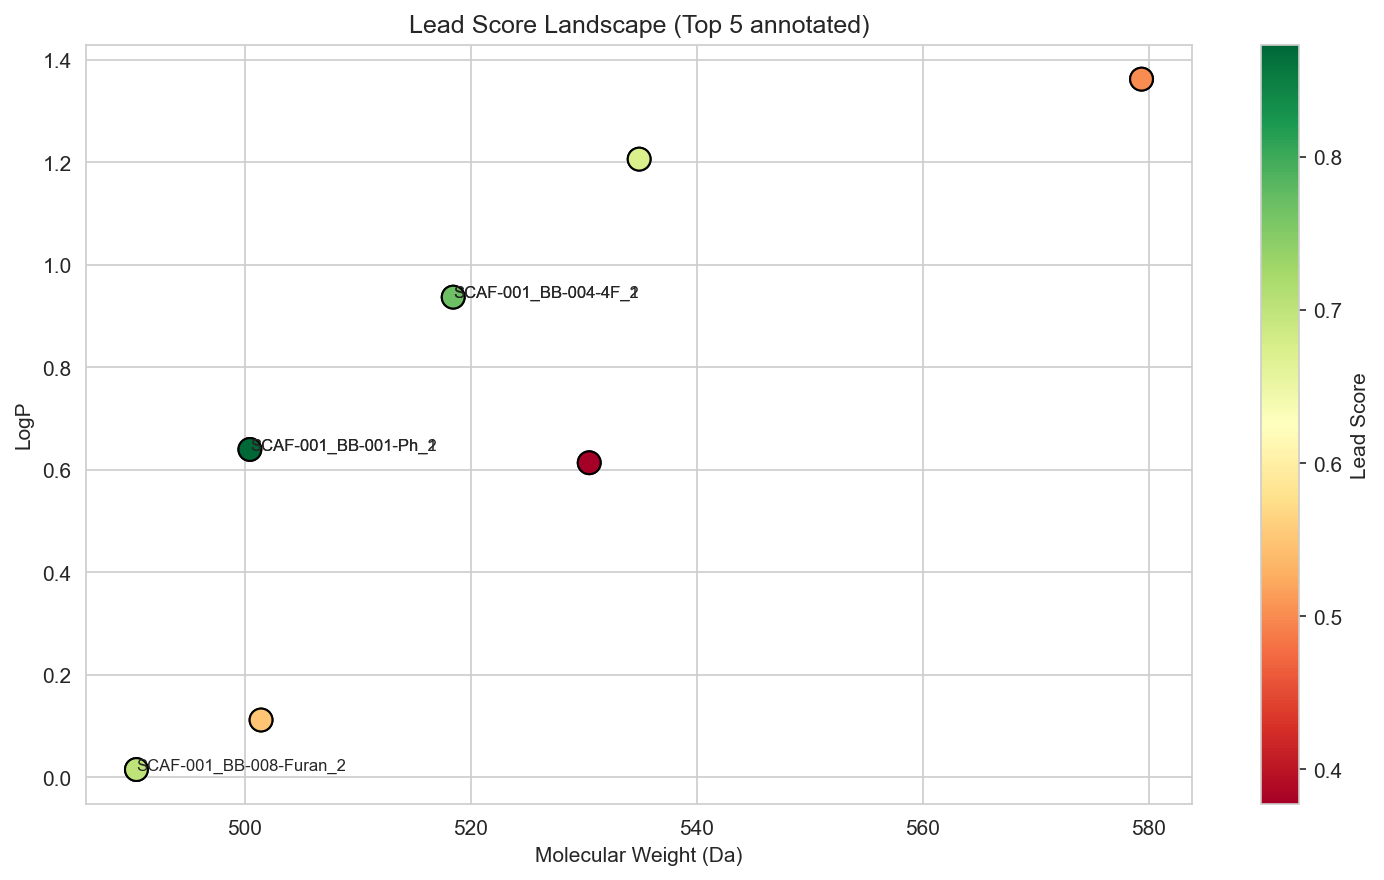 Lead Score Landscape (Top 5 annotated)
1.4
1.2
1.0
0.8
0.6
0.4
0.2
0.0
LogP
SCAF-001_BB-004-4F_
SCAF-001_BB-001-Ph_
SCAF-001_BB-008-Furan_2
500
520
540
560
580
Molecular Weight (Da)
0.8
0.7
0.6
0.5
0.4
Lead Score